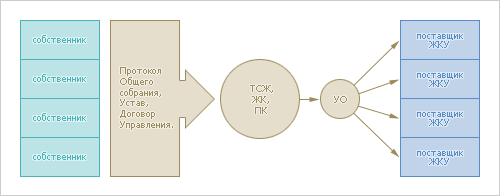 собственник
собственник
собственник
собственник
Протокол
Общего
собрания,
Устав,
Договор
Управления.
ТСЖ,
ЖК,
ПК
УО
поставщик
ЖКУ
поставщик
ЖКУ
поставщик
ЖКУ
поставщик
ЖКУ